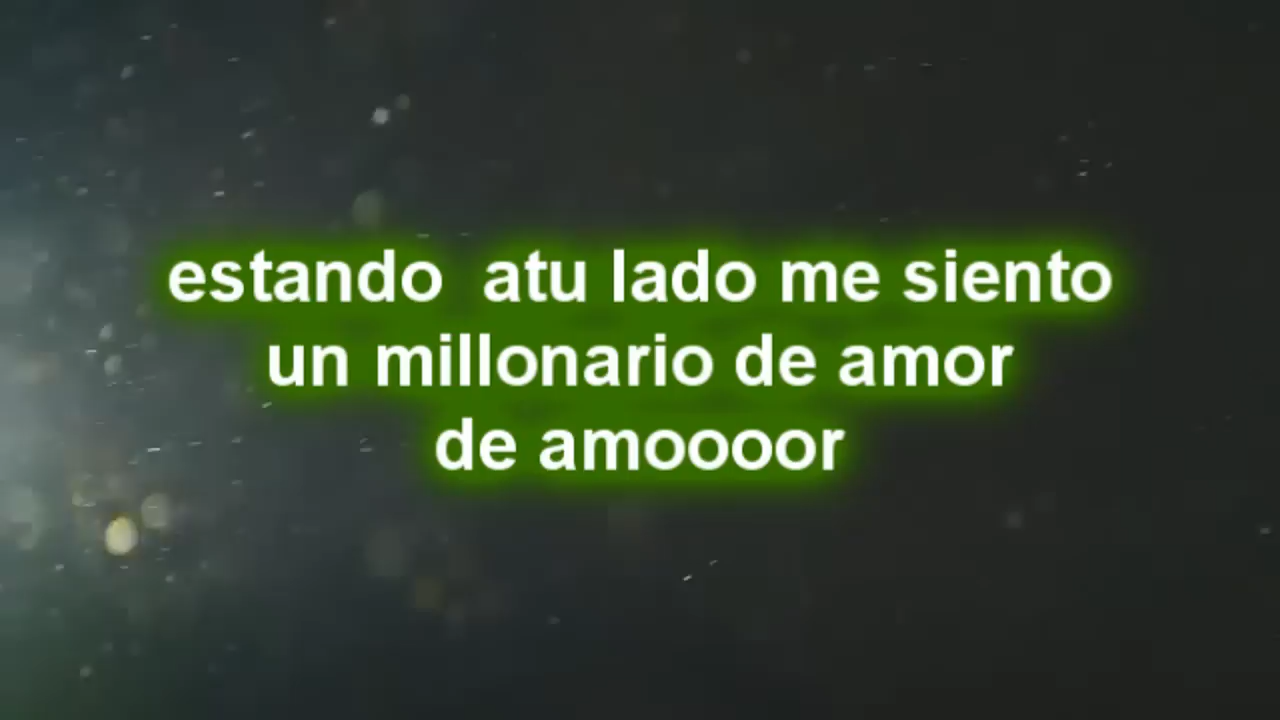 estando  atu lado me siento
un millonario de amor
de amoooor